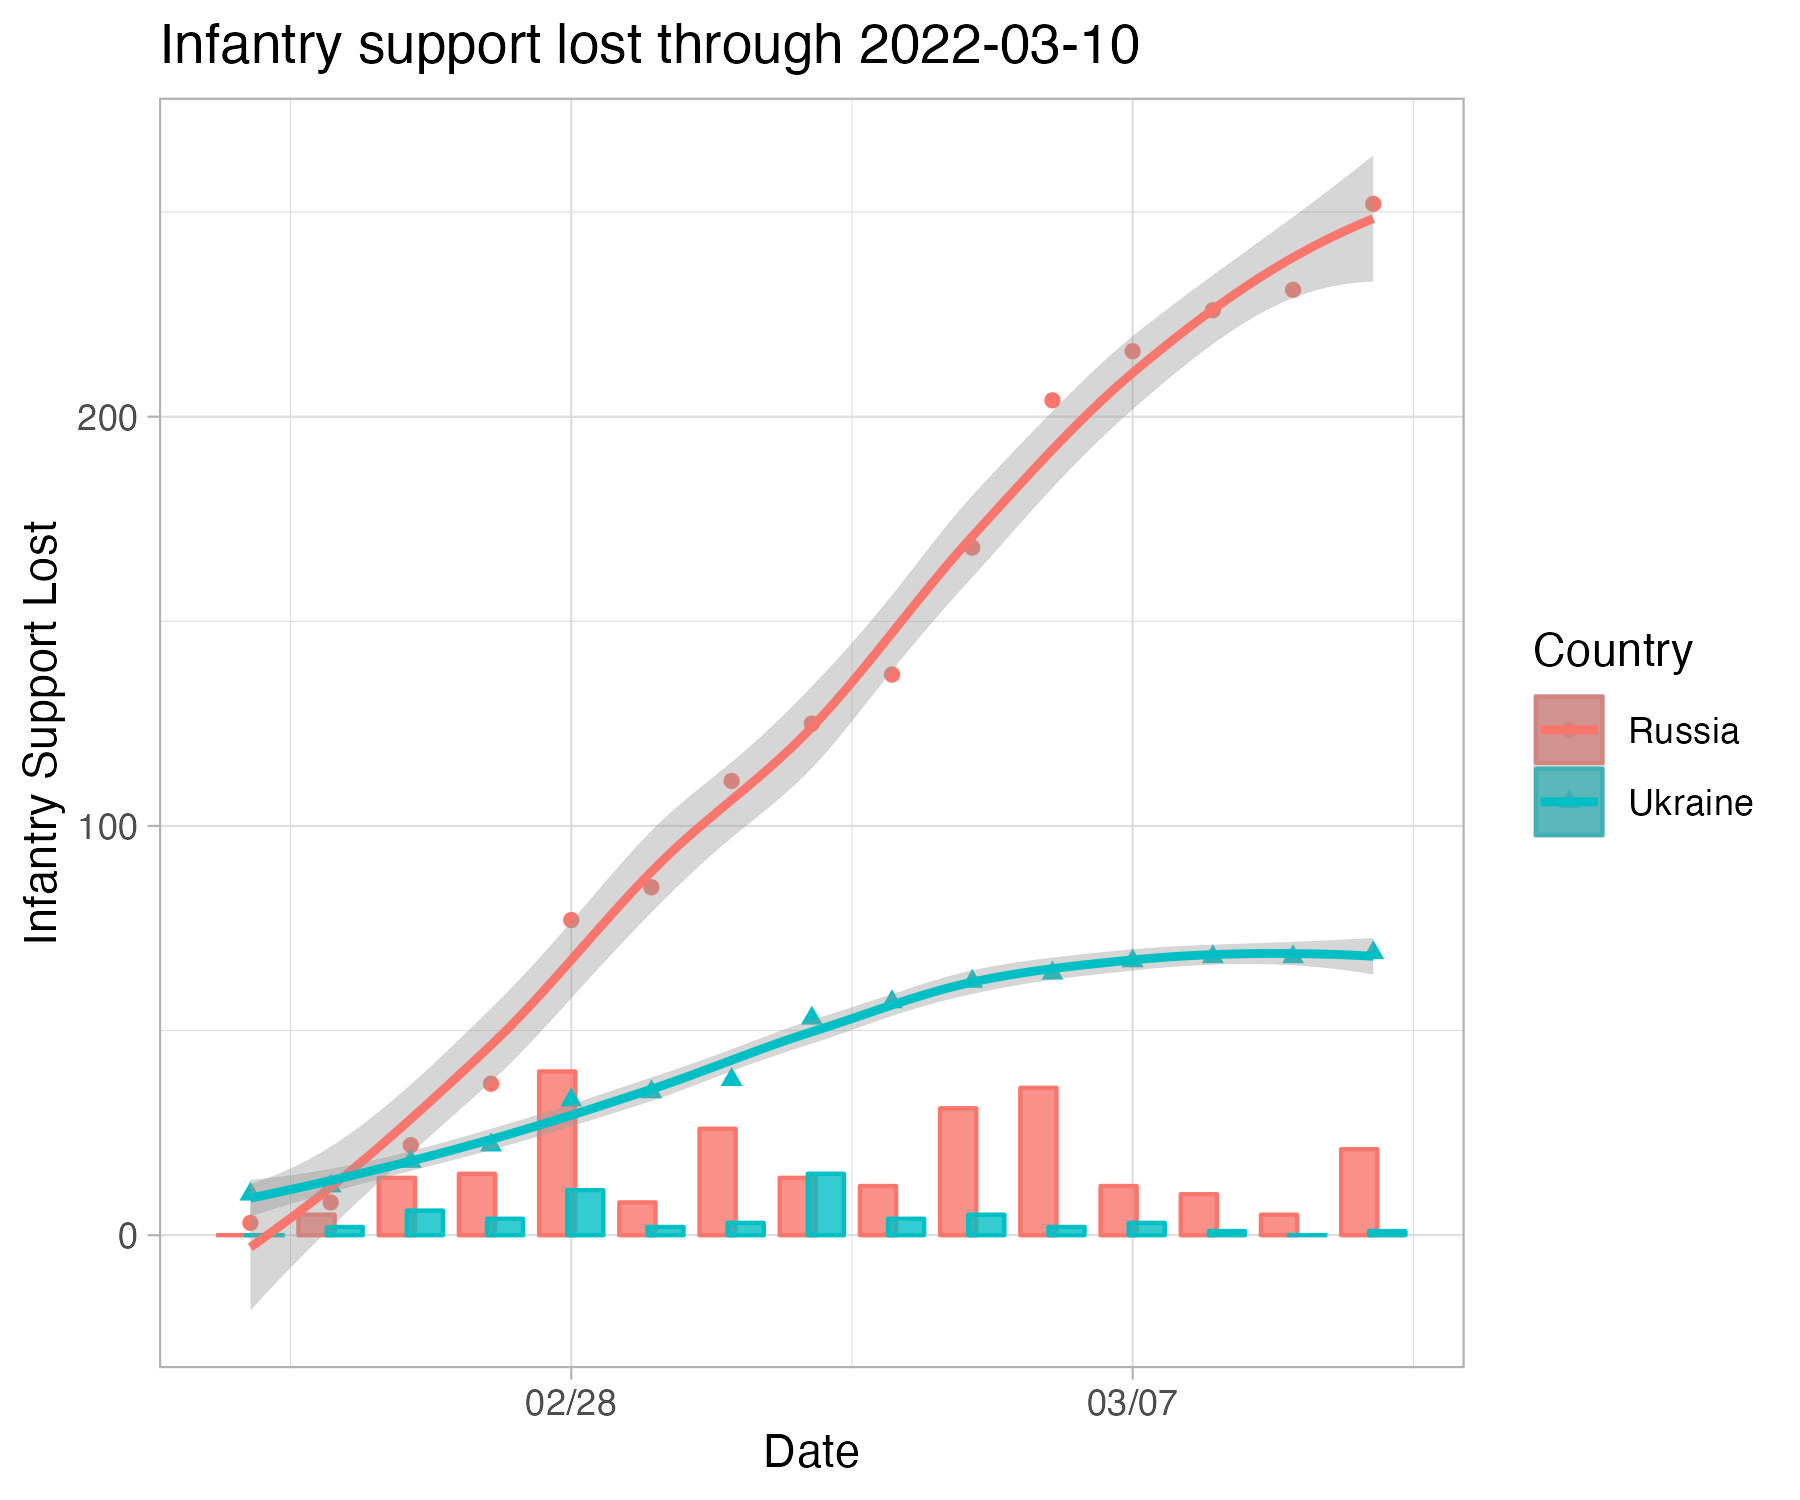 Infantry support lost through 2022-03-10
Infantry Support Lost
200
100
0
02/28
03/07
Date
Country
Russia
Ukraine